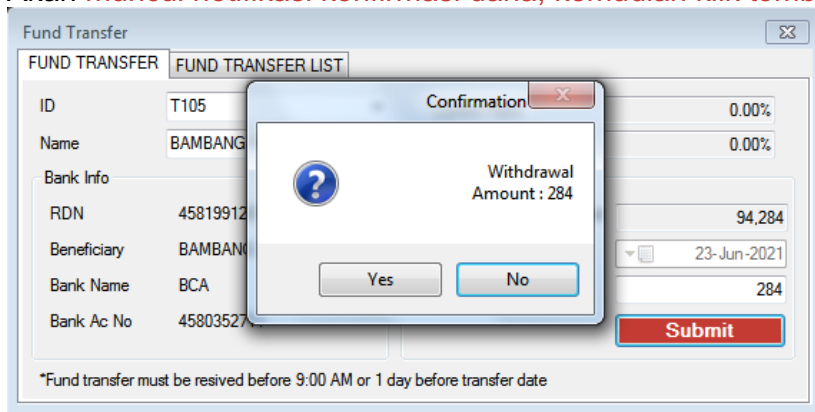 Fund Transfer
FUND TRANSFER FUND TRANSFER LIST
ID T105 0.00%
Confirmation
Name BAMBANG 0.00%
Withdrawal
Amount : 284
Bank Info
RDN 45819912 94,284
Beneficiary BAMBANG 23-Jun-2021
Bank Name BCA 284
Yes No
Bank Ac No 4580352 Submit
*Fund transfer must be resived before 9:00 AM or 1 day before transfer date